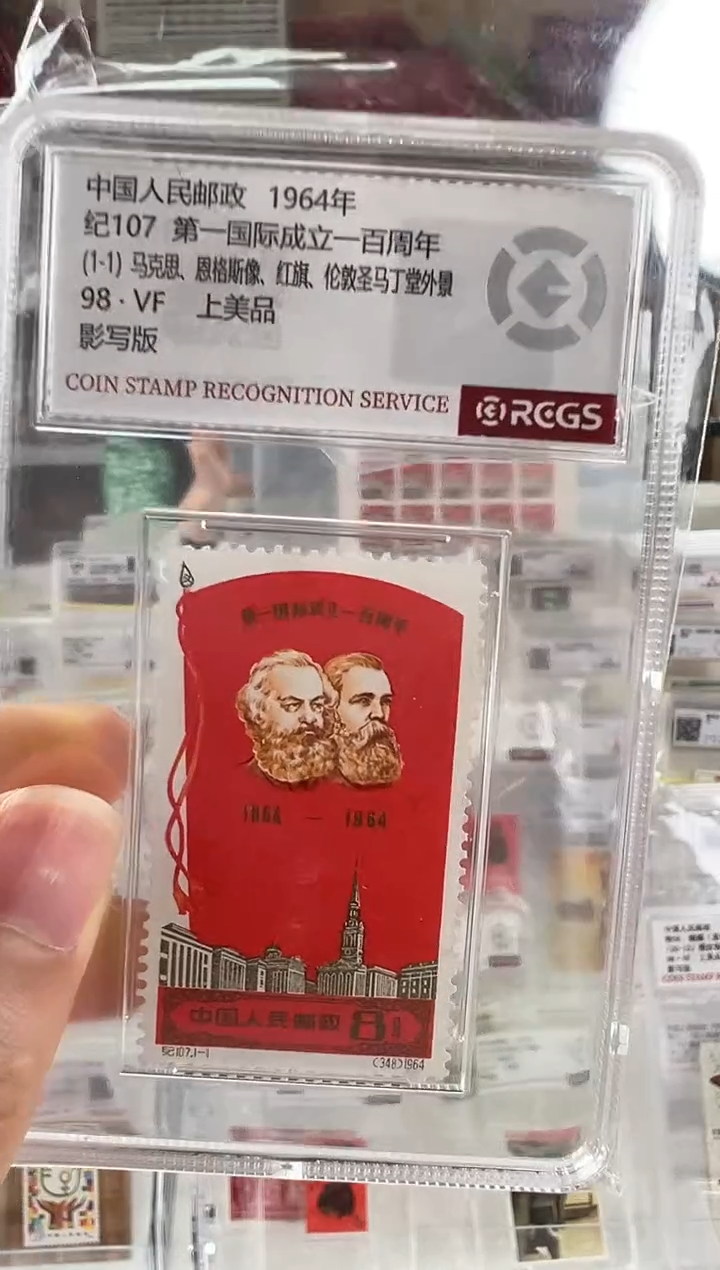 中国人民邮政 1964年
纪107 第一国际成立一百周年
(1-1) 马克思、恩格斯像、红旗、伦敦圣马丁堂外景
98·VF 上美品
影写版
COIN STAMP RECOGNITION SERVICE
RCGS
第一国际成立一百周年
1864 — 1964
中国人民邮政 8分
纪107.1-1
(348)1964